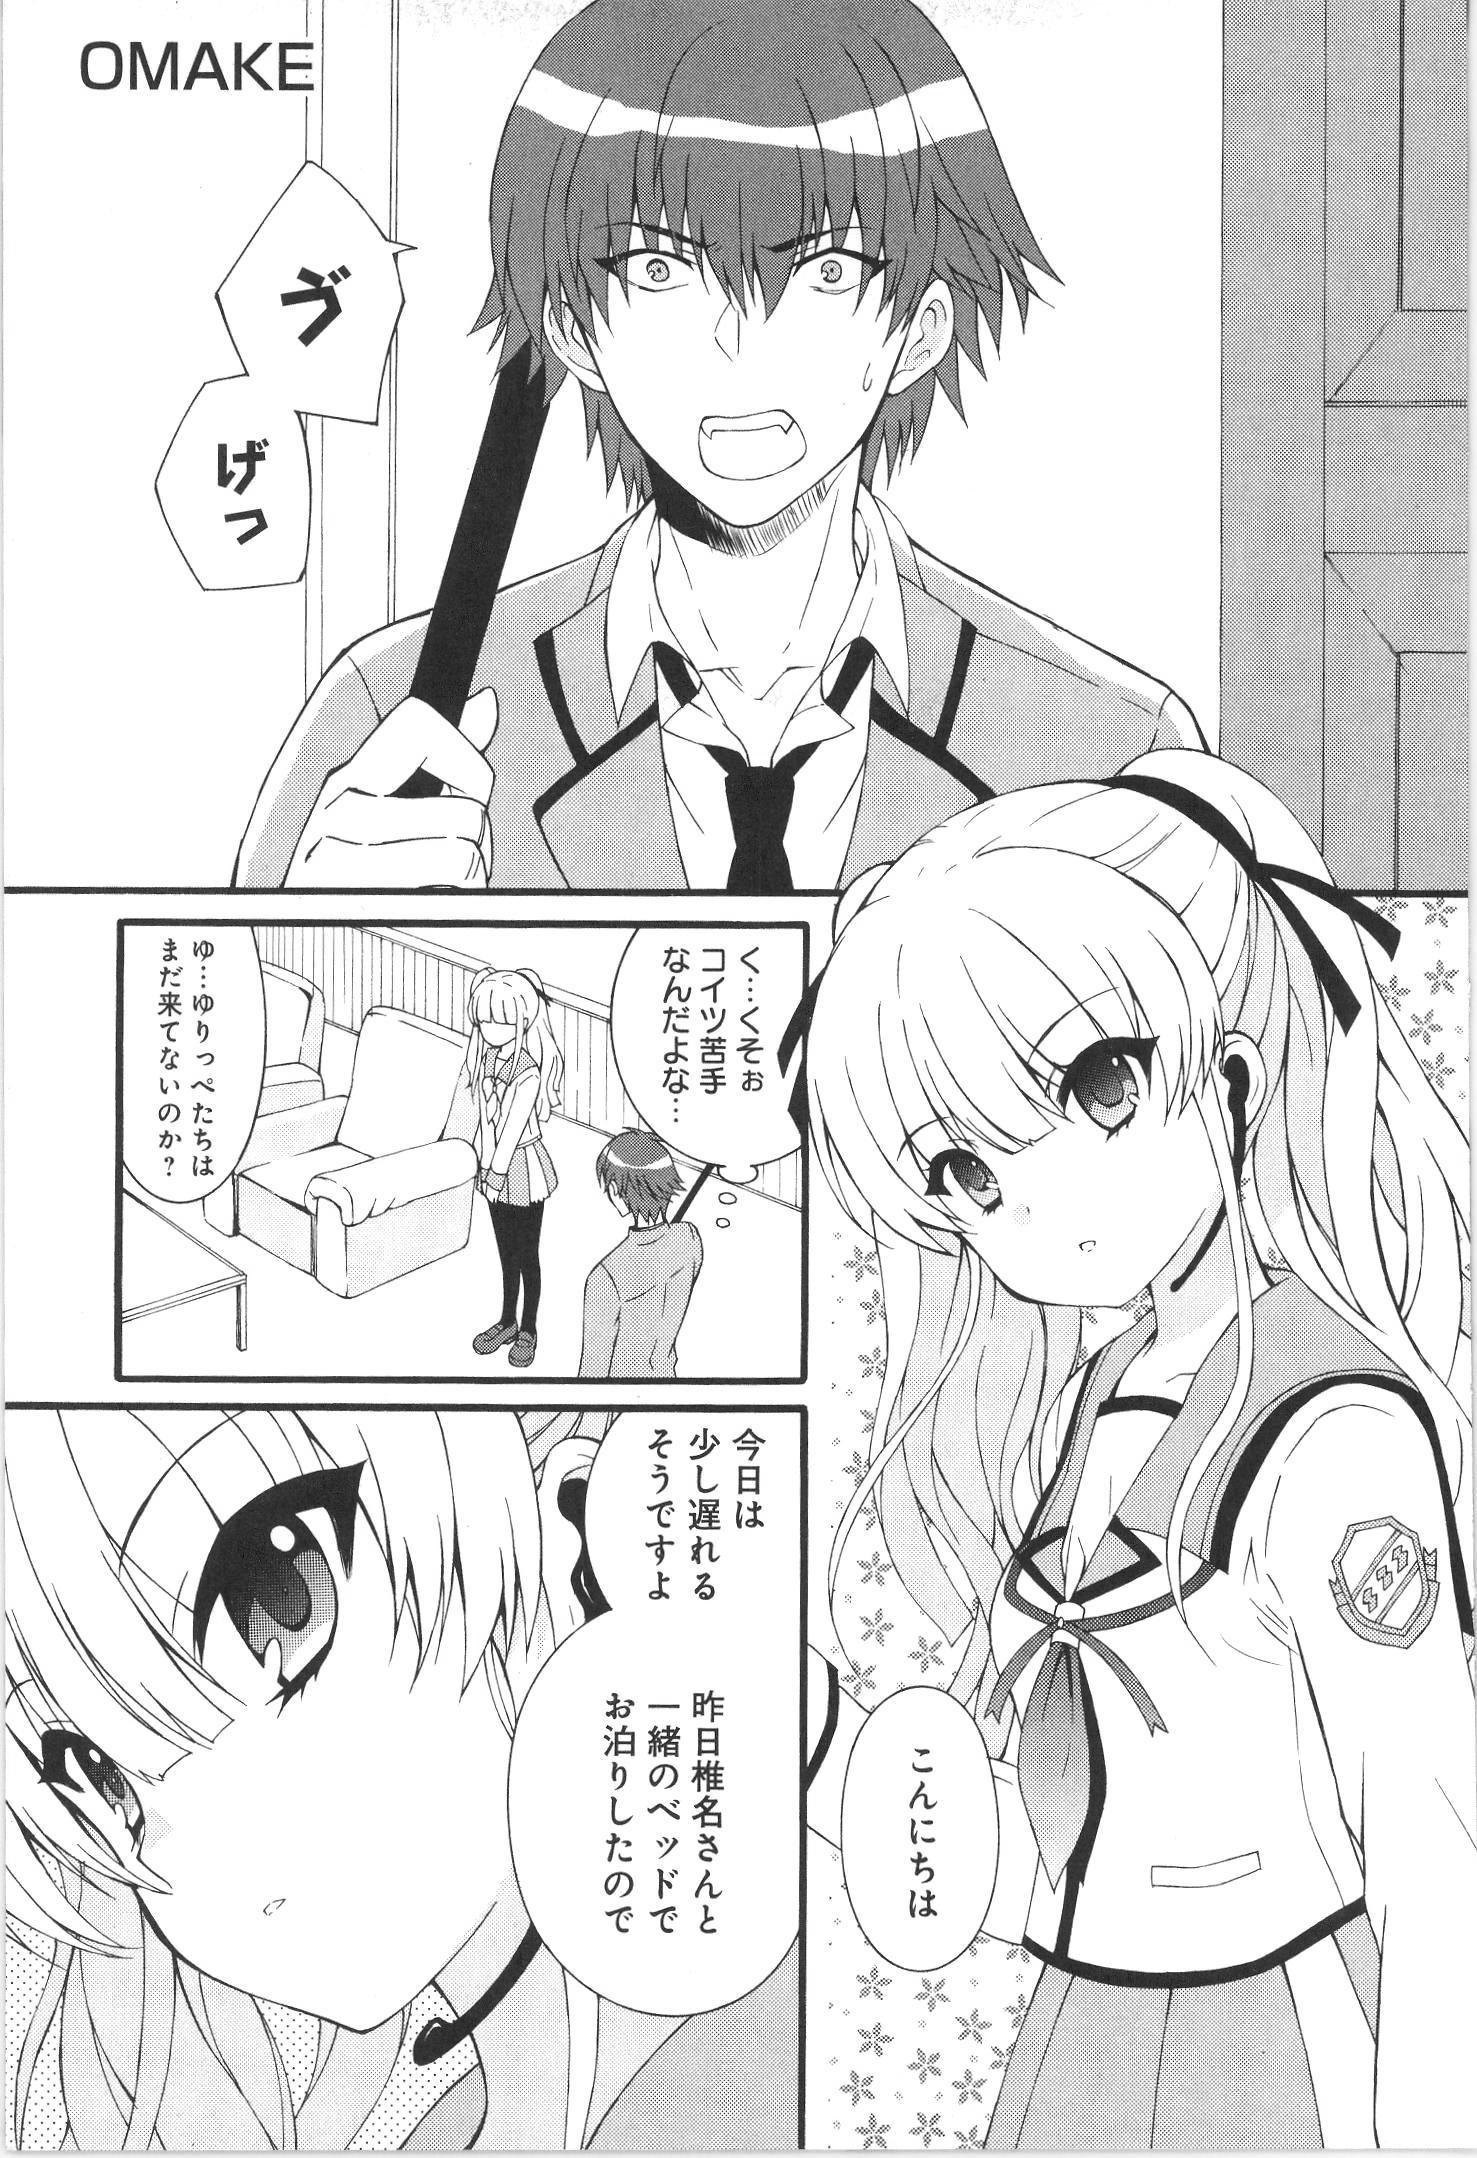 OMAKE
ヴ
げっ
こんにちは
く…くそぉ
コイツ苦手
なんだよな…
ゆ…ゆりっぺたちは
まだ来てないのか?
今日は
少し遅れる
そうですよ
昨日椎名さんと
一緒のベッドで
お泊りしたので
SSS